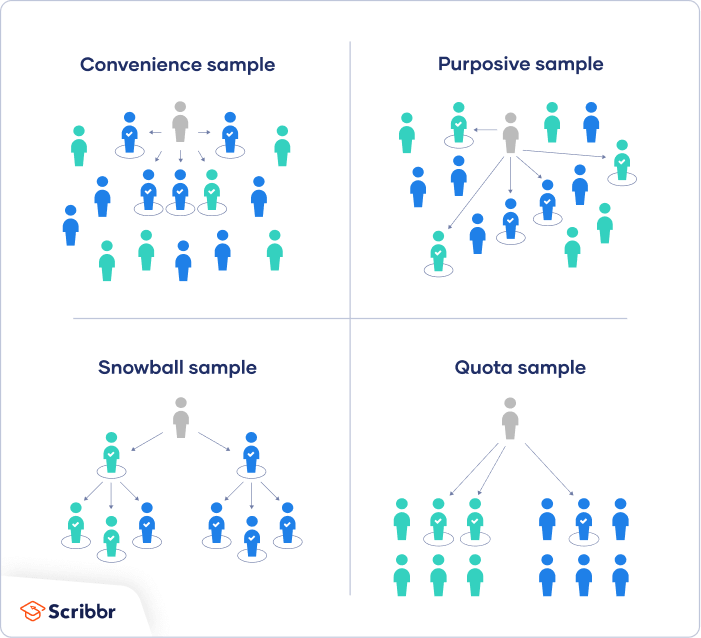 Convenience sample
Purposive sample
Snowball sample
Quota sample
Scribbr